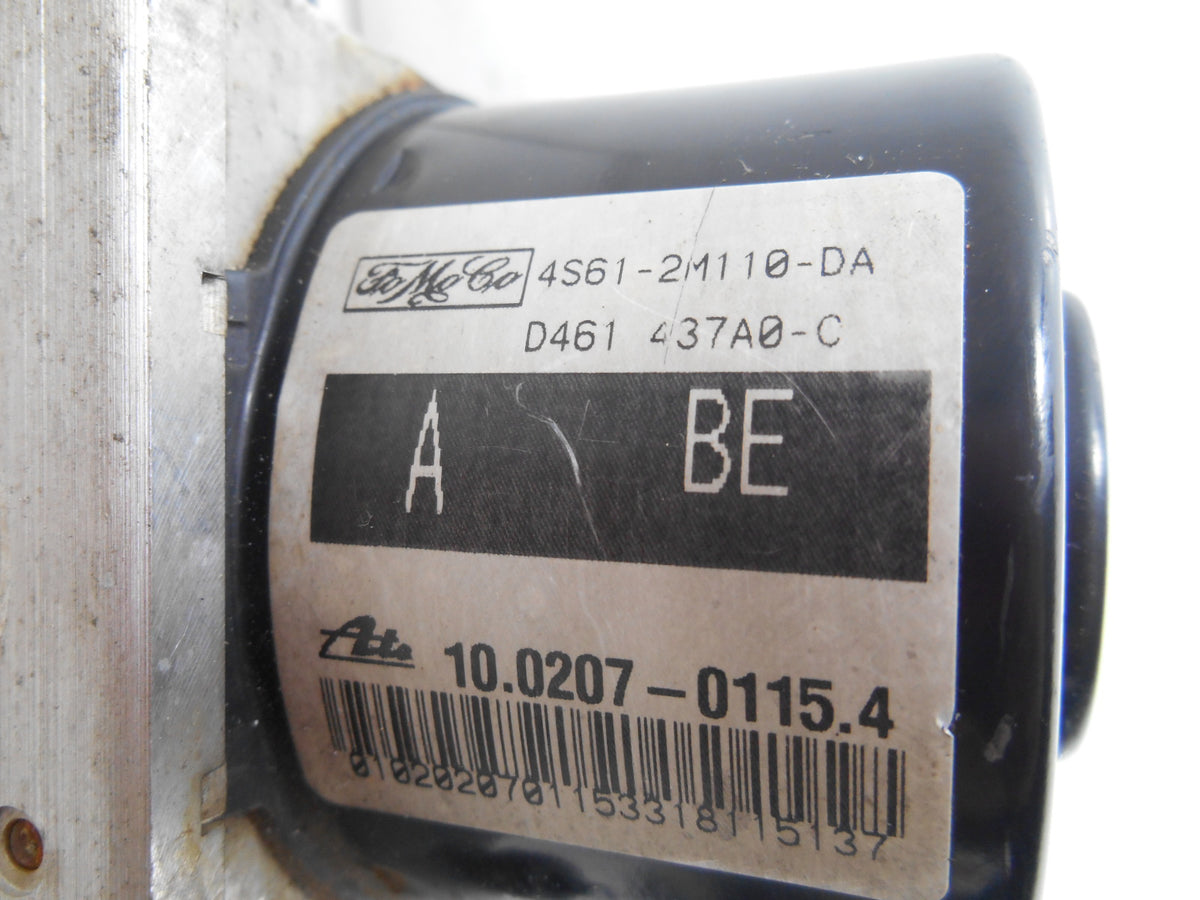 FoMoCo 4S61-2M110-DA
D461 437A0-C
A BE
Ate 10.0207-0115.4
0102020701153318115137